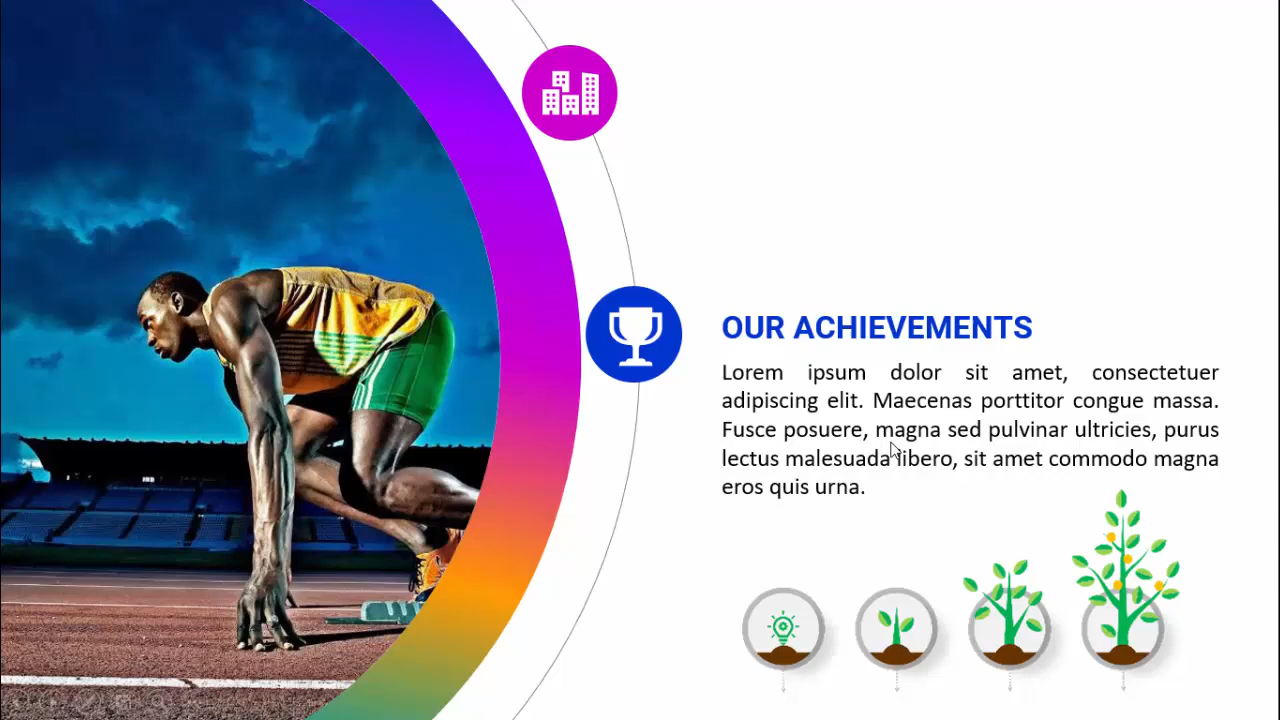 OUR ACHIEVEMENTS
Lorem ipsum dolor sit amet, consectetuer
adipiscing elit. Maecenas porttitor congue massa.
Fusce posuere, magna sed pulvinar ultricies, purus
lectus malesuada libero, sit amet commodo magna
eros quis urna.